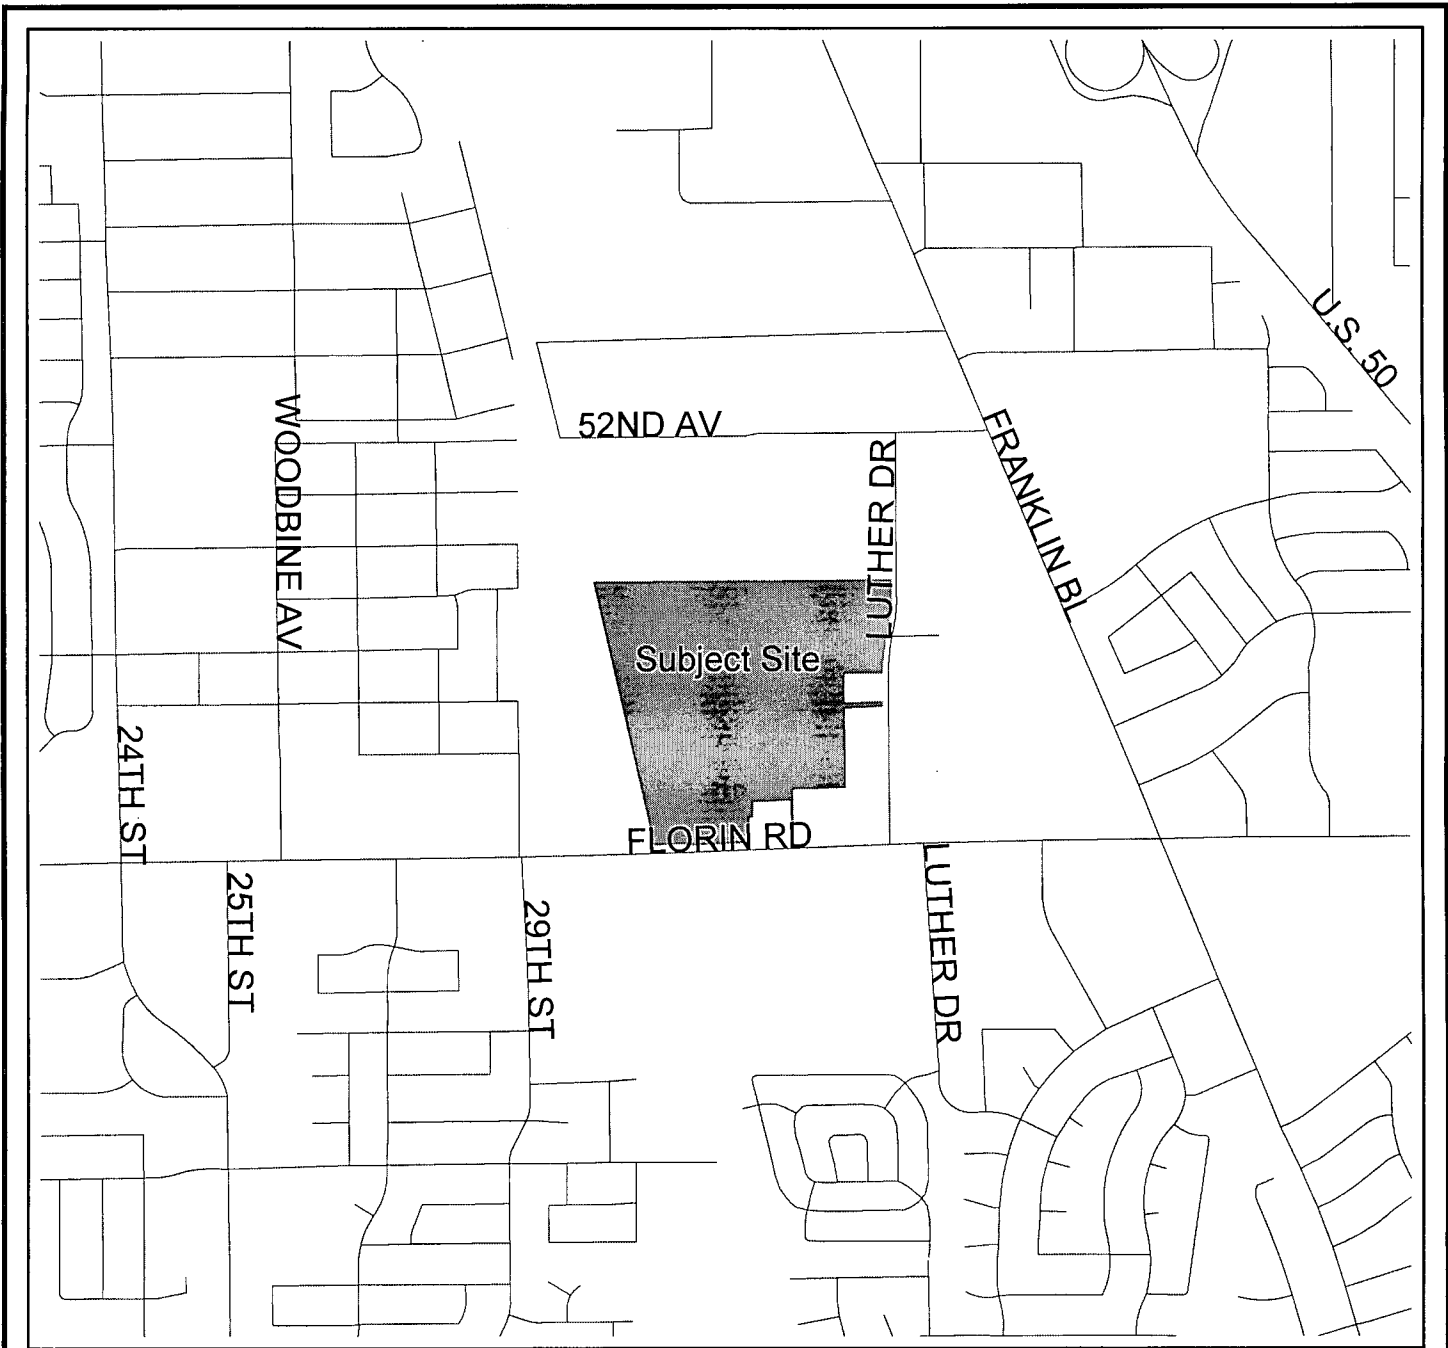 U.S. 50
52ND AV
WOODBINE AV
LUTHER DR
FRANKLIN BL
Subject Site
24TH ST
FLORIN RD
25TH ST
29TH ST
LUTHER DR